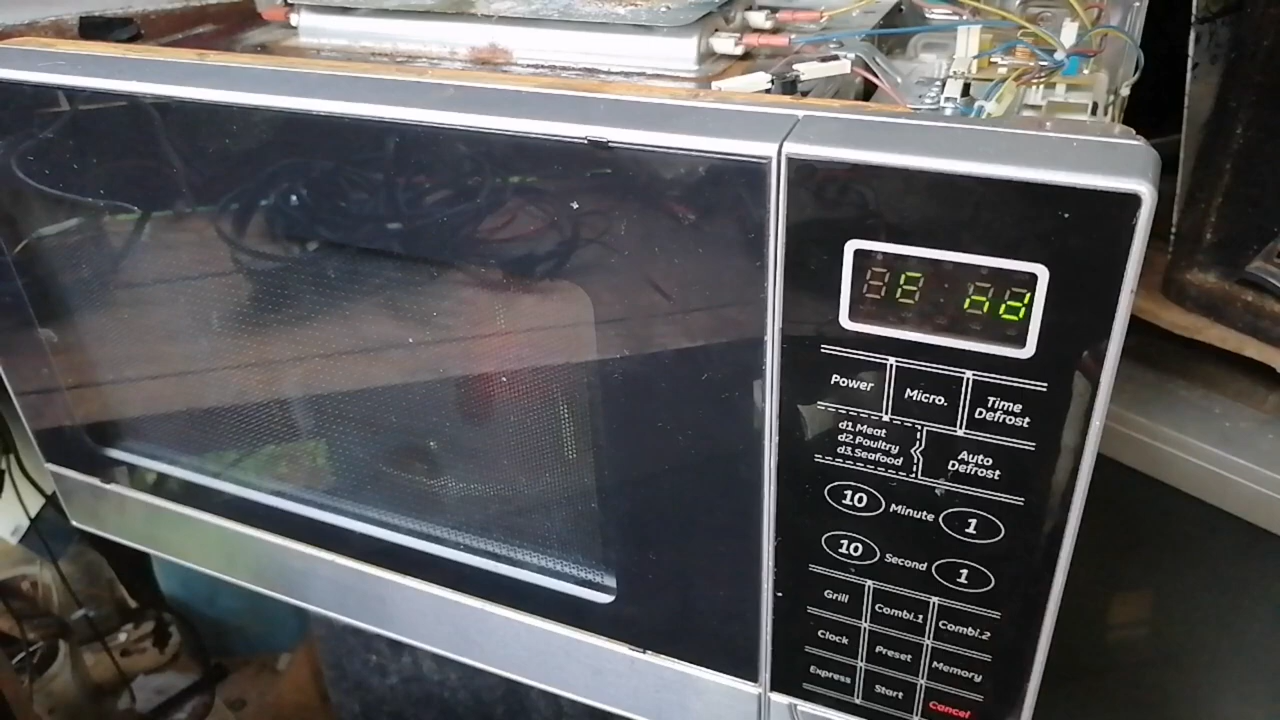 E nd
Power
Micro.
Time
Defrost
d1.Meat
d2.Poultry
d3.Seafood
Auto
Defrost
10 Minute 1
10 Second 1
Grill
Combi.1
Combi.2
Clock
Preset
Memory
Express
Start
Cancel